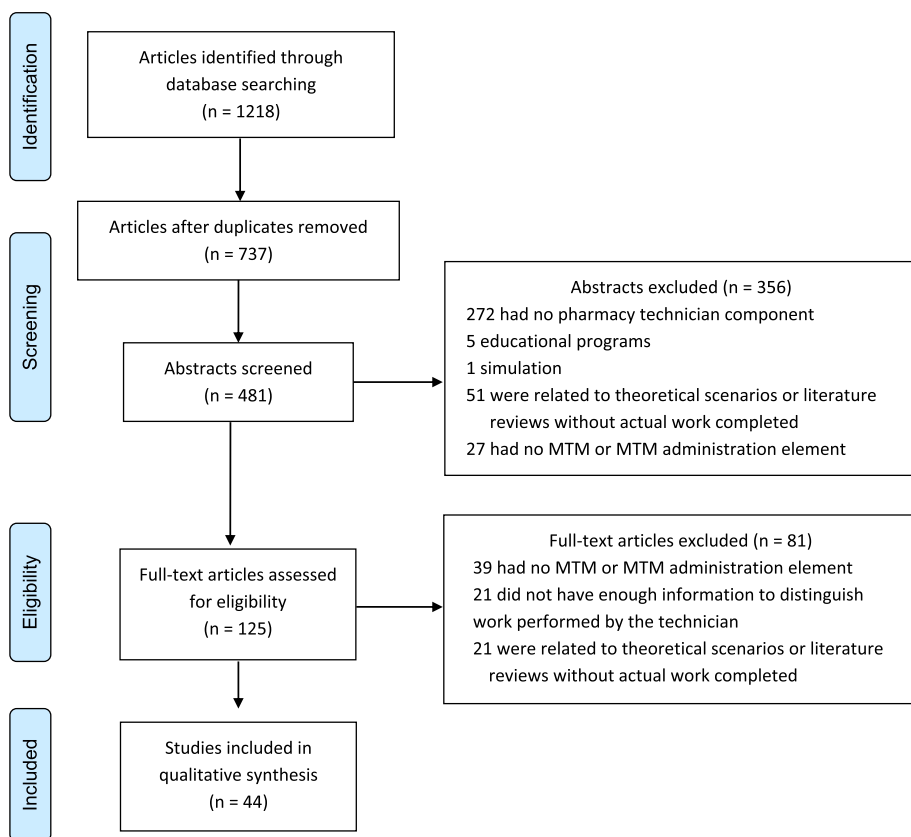 Identification
Articles identified through
database searching
(n = 1218)
Articles after duplicates removed
(n = 737)
Screening
Abstracts screened
(n = 481)
Abstracts excluded (n = 356)
272 had no pharmacy technician component
5 educational programs
1 simulation
51 were related to theoretical scenarios or literature
reviews without actual work completed
27 had no MTM or MTM administration element
Eligibility
Full-text articles assessed
for eligibility
(n = 125)
Full-text articles excluded (n = 81)
39 had no MTM or MTM administration element
21 did not have enough information to distinguish
work performed by the technician
21 were related to theoretical scenarios or literature
reviews without actual work completed
Included
Studies included in
qualitative synthesis
(n = 44)